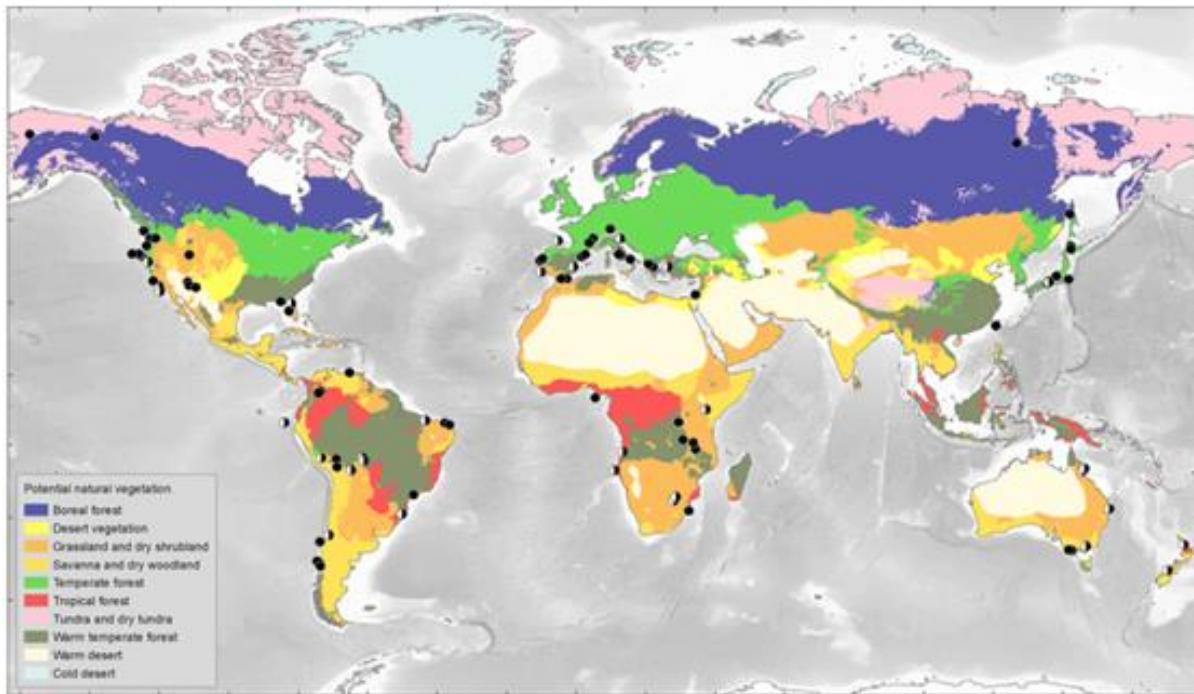 Potential natural vegetation
Boreal forest
Desert vegetation
Grassland and dry shrubland
Savanna and dry woodland
Temperate forest
Tropical forest
Tundra and dry tundra
Warm temperate forest
Warm desert
Cold desert